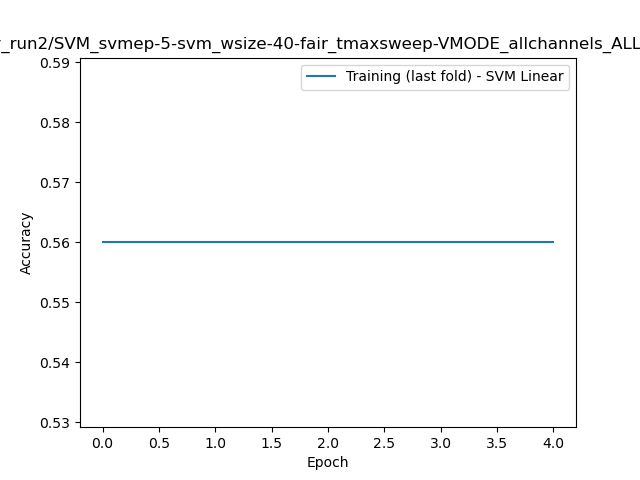 _run2/SVM_svmep-5-svm_wsize-40-fair_tmaxsweep-VMODE_allchannels_ALL
Training (last fold) - SVM Linear
0.59
0.58
0.57
0.56
0.55
0.54
0.53
Accuracy
0.0 0.5 1.0 1.5 2.0 2.5 3.0 3.5 4.0
Epoch